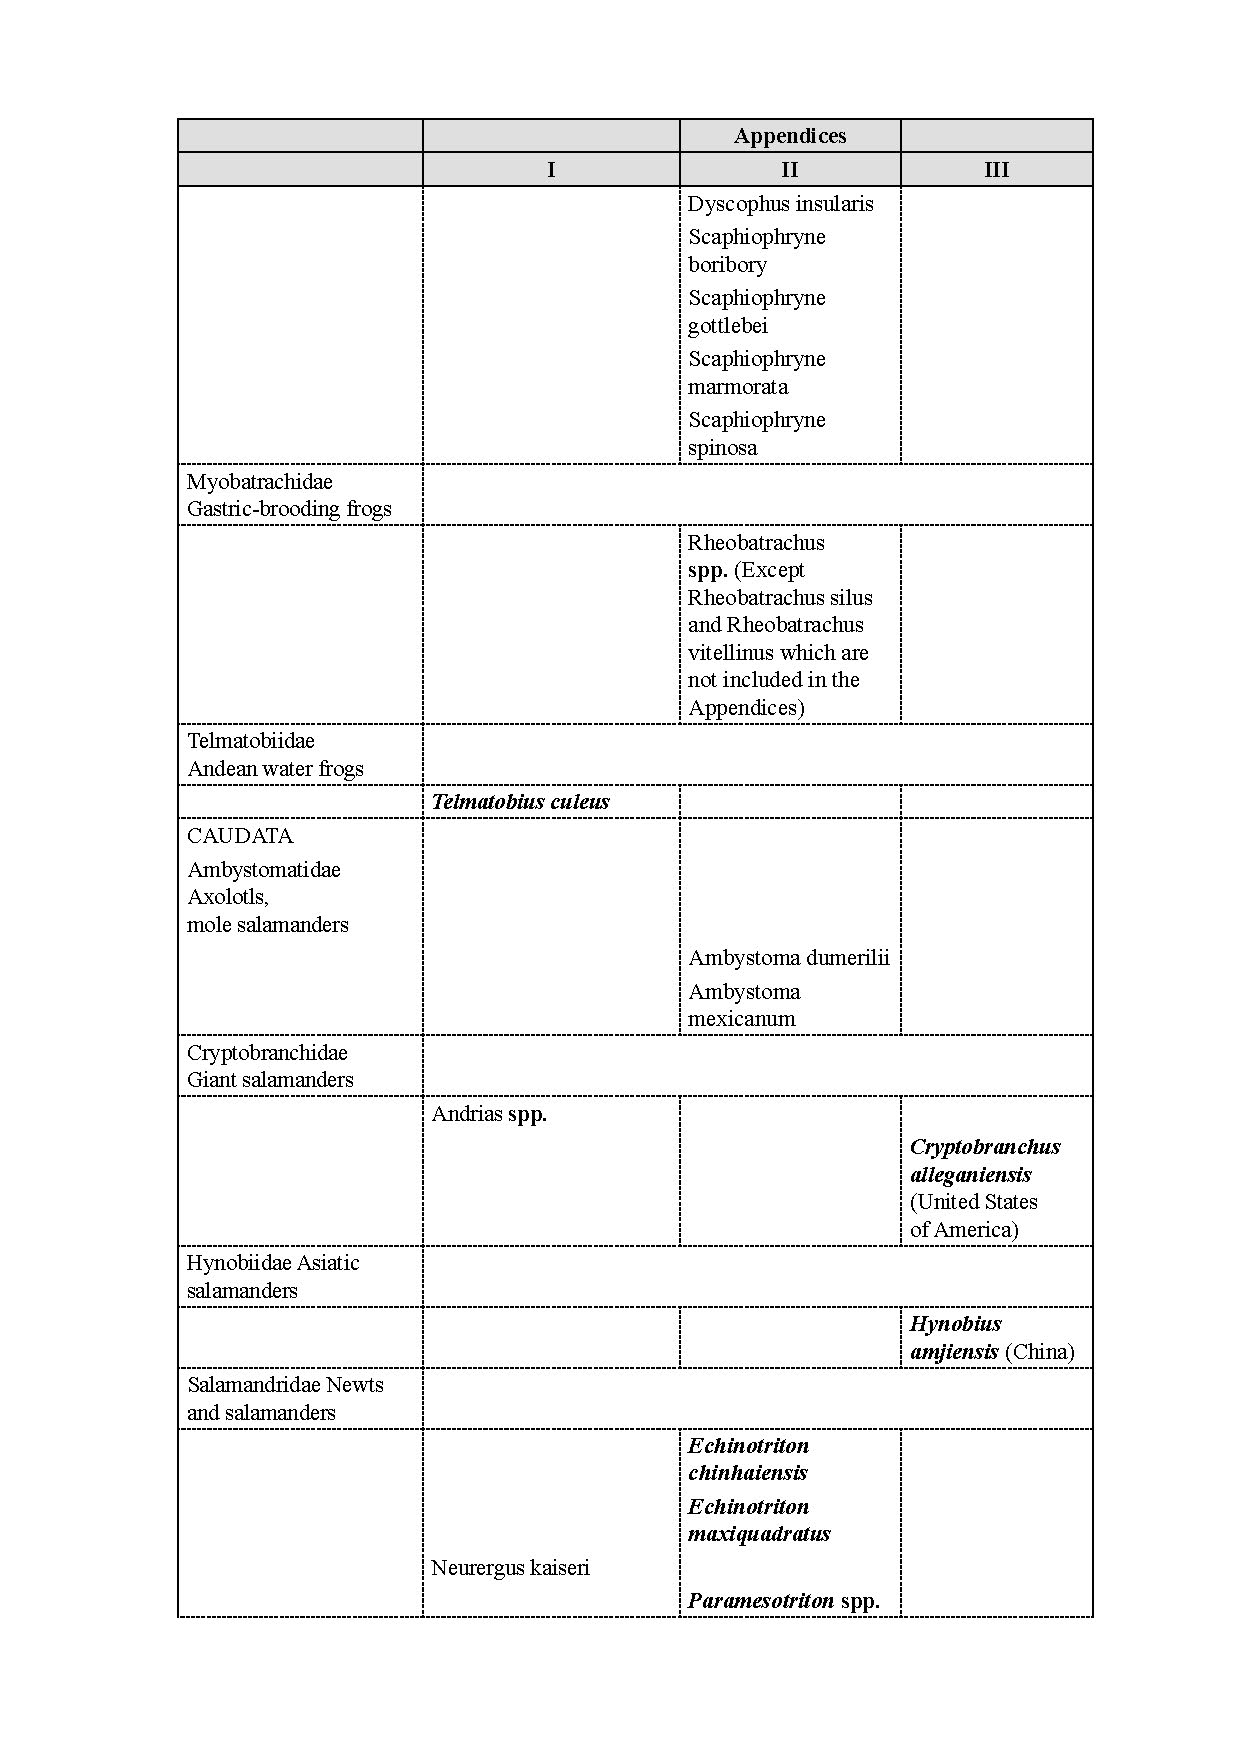 Appendices
I II III
Dyscophus insularis
Scaphiophryne
boribory
Scaphiophryne
gottlebei
Scaphiophryne
marmorata
Scaphiophryne
spinosa
Myobatrachidae
Gastric-brooding frogs
Rheobatrachus
spp. (Except
Rheobatrachus silus
and Rheobatrachus
vitellinus which are
not included in the
Appendices)
Telmatobiidae
Andean water frogs
Telmatobius culeus
CAUDATA
Ambystomatidae
Axolotls,
mole salamanders
Ambystoma dumerilii
Ambystoma
mexicanum
Cryptobranchidae
Giant salamanders
Andrias spp.
Cryptobranchus
alleganiensis
(United States
of America)
Hynobiidae Asiatic
salamanders
Hynobius
amjiensis (China)
Salamandridae Newts
and salamanders
Echinotriton
chinhaiensis
Echinotriton
maxiquadratus
Neurergus kaiseri
Paramesotriton spp.